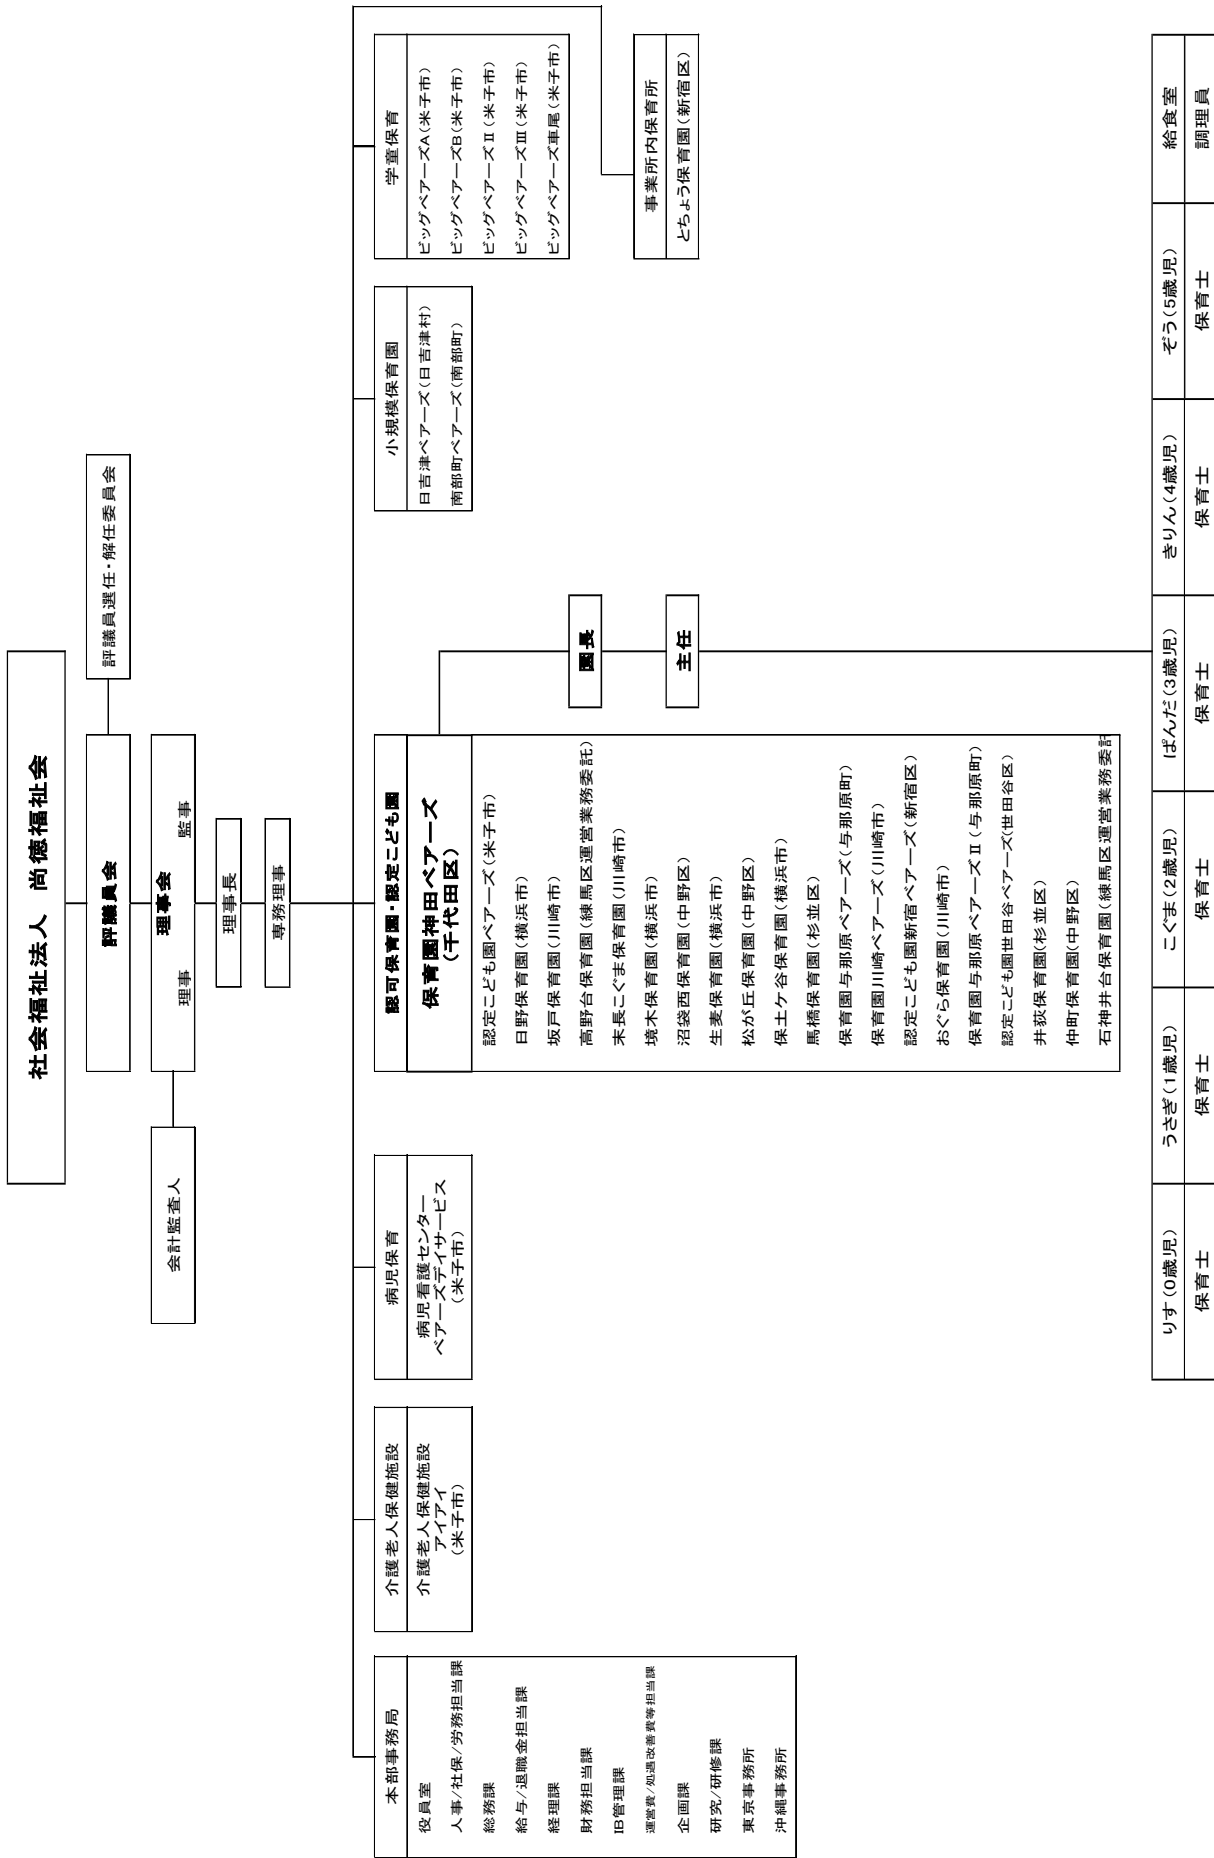 社会福祉法人 尚徳福祉会
評議員会
評議員選任・解任委員会
理事会
理事 監事
会計監査人
理事長
専務理事
本部事務局
役員室
人事/社保/労務担当課
総務課
給与/退職金担当課
経理課
財務担当課
IB管理課
運営費/処遇改善費等担当課
企画課
研究/研修課
東京事務所
沖縄事務所
介護老人保健施設
介護老人保健施設
アイアイ
(米子市)
病児保育
病児看護センター
ベアーズデイサービス
(米子市)
認可保育園・認定こども園
保育園神田ベアーズ
(千代田区)
認定こども園ベアーズ(米子市)
日野保育園(横浜市)
坂戸保育園(川崎市)
高野台保育園(練馬区運営業務委託)
末長こぐま保育園(川崎市)
境木保育園(横浜市)
沼袋西保育園(中野区)
生麦保育園(横浜市)
松が丘保育園(中野区)
保土ケ谷保育園(横浜市)
馬橋保育園(杉並区)
保育園与那原ベアーズ(与那原町)
保育園川崎ベアーズ(川崎市)
認定こども園新宿ベアーズ(新宿区)
おぐら保育園(川崎市)
保育園与那原ベアーズⅡ(与那原町)
認定こども園世田谷ベアーズ(世田谷区)
井荻保育園(杉並区)
仲町保育園(中野区)
石神井台保育園(練馬区運営業務委託
園長
主任
小規模保育園
日吉津ベアーズ(日吉津村)
南部町ベアーズ(南部町)
学童保育
ビッグベアーズA(米子市)
ビッグベアーズB(米子市)
ビッグベアーズⅡ(米子市)
ビッグベアーズⅢ(米子市)
ビッグベアーズ車尾(米子市)
事業所内保育所
とちょう保育園(新宿区)
りす(0歳児) うさぎ(1歳児) こぐま(2歳児) ぱんだ(3歳児) きりん(4歳児) ぞう(5歳児) 給食室
保育士 保育士 保育士 保育士 保育士 保育士 調理員